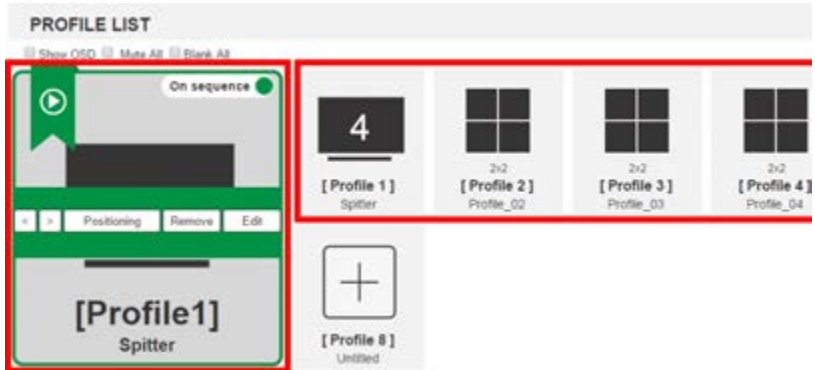 PROFILE LIST
Show OSD Mute All Blank All
On sequence
< > Positioning Remove Edit
[Profile1]
Spitter
4
[ Profile 1 ]
Spitter
2x2
[ Profile 2 ]
Profile_02
2x2
[ Profile 3 ]
Profile_03
2x2
[ Profile 4 ]
Profile_04
[ Profile 8 ]
Untitled